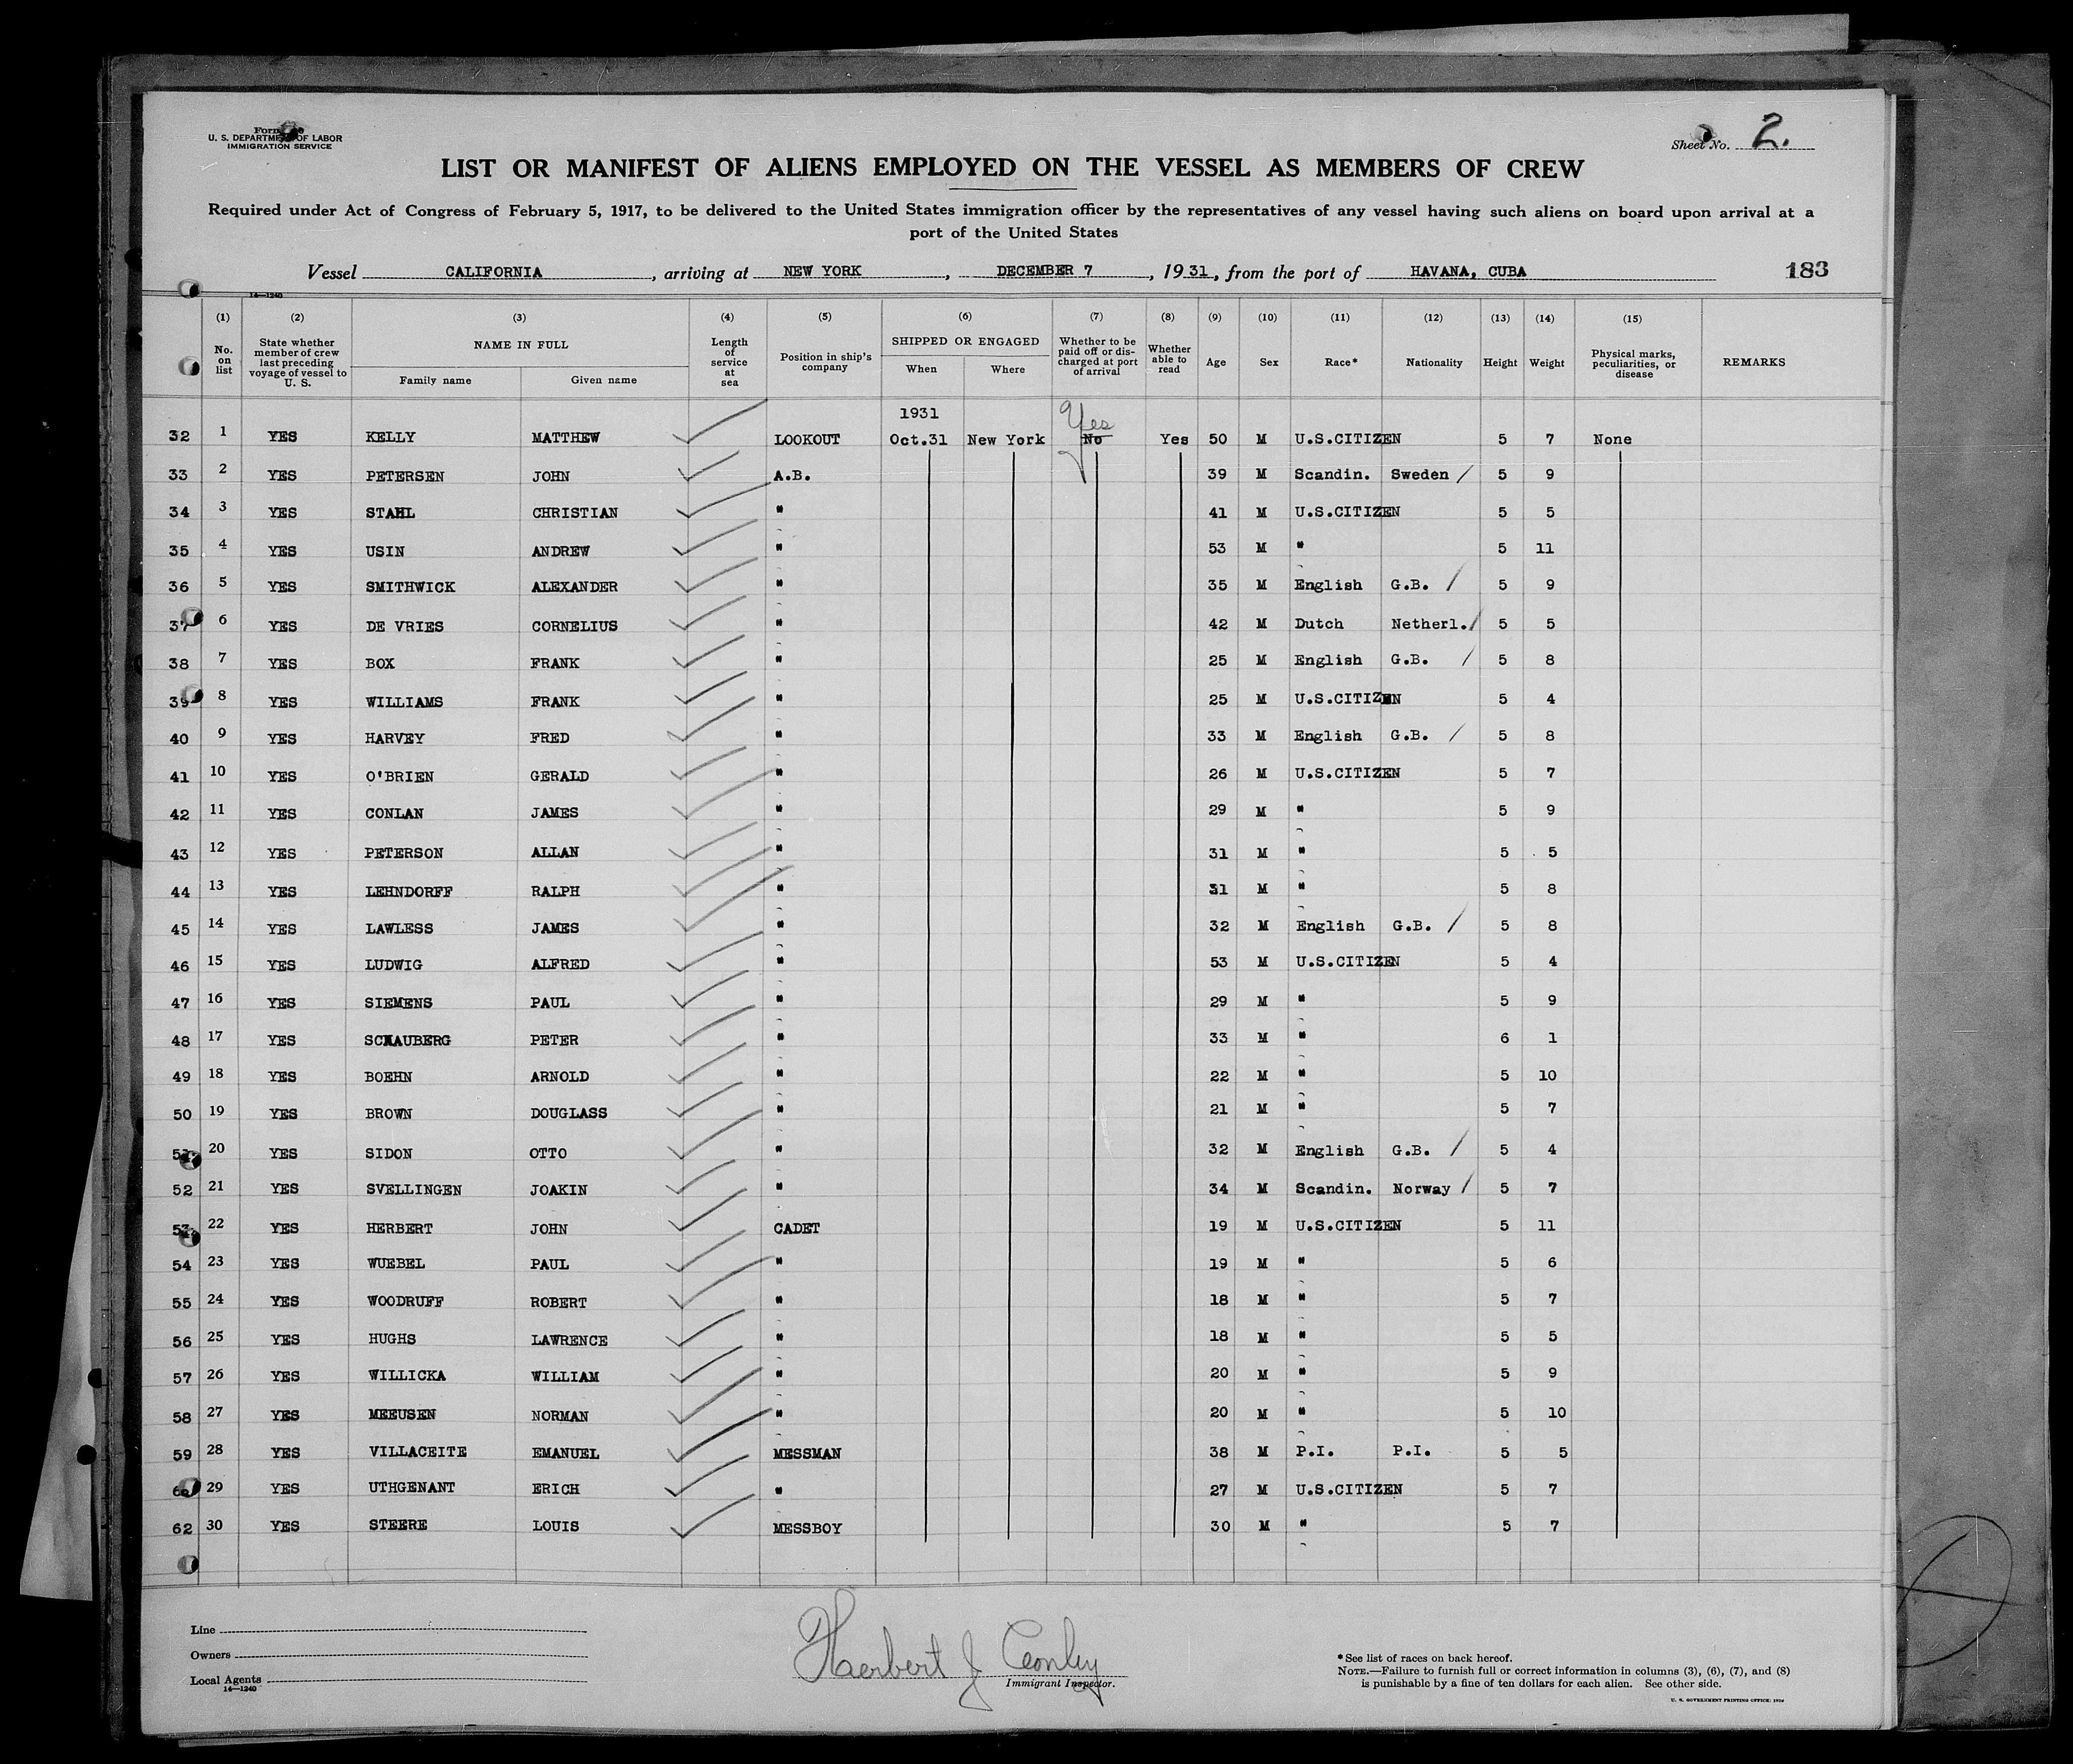 Form
U. S. DEPARTMENT OF LABOR
IMMIGRATION SERVICE
Sheet No. 2.
LIST OR MANIFEST OF ALIENS EMPLOYED ON THE VESSEL AS MEMBERS OF CREW
Required under Act of Congress of February 5, 1917, to be delivered to the United States immigration officer by the representatives of any vessel having such aliens on board upon arrival at a
port of the United States
Vessel CALIFORNIA, arriving at NEW YORK, DECEMBER 7, 1931, from the port of HAVANA, CUBA 183
14—1240
(1) (2) (3) (4) (5) (6) (7) (8) (9) (10) (11) (12) (13) (14) (15)
No. on list State whether member of crew last preceding voyage of vessel to U. S. NAME IN FULL Family name Given name Length of service at sea Position in ship's company SHIPPED OR ENGAGED When Where Whether to be paid off or discharged at port of arrival Whether able to read Age Sex Race* Nationality Height Weight Physical marks, peculiarities, or disease REMARKS
1931 Yes
32 1 YES KELLY MATTHEW LOOKOUT Oct.31 New York No Yes 50 M U.S.CITIZEN 5 7 None
33 2 YES PETERSEN JOHN A.B. 39 M Scandin. Sweden 5 9
34 3 YES STAHL CHRISTIAN " 41 M U.S.CITIZEN 5 5
35 4 YES USIN ANDREW " 53 M " 5 11
36 5 YES SMITHWICK ALEXANDER " 35 M English G.B. 5 9
37 6 YES DE VRIES CORNELIUS " 42 M Dutch Netherl. 5 5
38 7 YES BOX FRANK " 25 M English G.B. 5 8
39 8 YES WILLIAMS FRANK " 25 M U.S.CITIZEN 5 4
40 9 YES HARVEY FRED " 33 M English G.B. 5 8
41 10 YES O'BRIEN GERALD " 26 M U.S.CITIZEN 5 7
42 11 YES CONLAN JAMES " 29 M " 5 9
43 12 YES PETERSON ALLAN " 31 M " 5 5
44 13 YES LEHNDORFF RALPH " 31 M " 5 8
45 14 YES LAWLESS JAMES " 32 M English G.B. 5 8
46 15 YES LUDWIG ALFRED " 53 M U.S.CITIZEN 5 4
47 16 YES SIEMENS PAUL " 29 M " 5 9
48 17 YES SCHAUBERG PETER " 33 M " 6 1
49 18 YES BOEHN ARNOLD " 22 M " 5 10
50 19 YES BROWN DOUGLASS " 21 M " 5 7
20 YES SIDON OTTO " 32 M English G.B. 5 4
52 21 YES SVELLINGEN JOAKIN " 34 M Scandin. Norway 5 7
53 22 YES HERBERT JOHN CADET 19 M U.S.CITIZEN 5 11
54 23 YES WUEBEL PAUL " 19 M " 5 6
55 24 YES WOODRUFF ROBERT " 18 M " 5 7
56 25 YES HUGHS LAWRENCE " 18 M " 5 5
57 26 YES WILLICKA WILLIAM " 20 M " 5 9
58 27 YES MEEUSEN NORMAN " 20 M " 5 10
59 28 YES VILLACEITE EMANUEL MESSMAN 38 M P.I. P.I. 5 5
29 YES UTHGENANT ERICH " 27 M U.S.CITIZEN 5 7
62 30 YES STEERE LOUIS MESSBOY 30 M " 5 7
Line
Owners
Local Agents
14—1240
Herbert J Conley
Immigrant Inspector.
*See list of races on back hereof.
NOTE.—Failure to furnish full or correct information in columns (3), (6), (7), and (8)
is punishable by a fine of ten dollars for each alien. See other side.
U. S. GOVERNMENT PRINTING OFFICE: